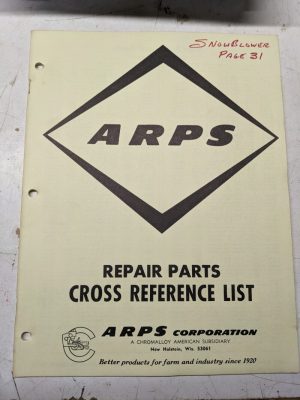 SNOWBLOWER
PAGE 31
ARPS
REPAIR PARTS
CROSS REFERENCE LIST
ARPS CORPORATION
A CHROMALLOY AMERICAN SUBSIDIARY
New Holstein, Wis. 53061
Better products for farm and industry since 1920